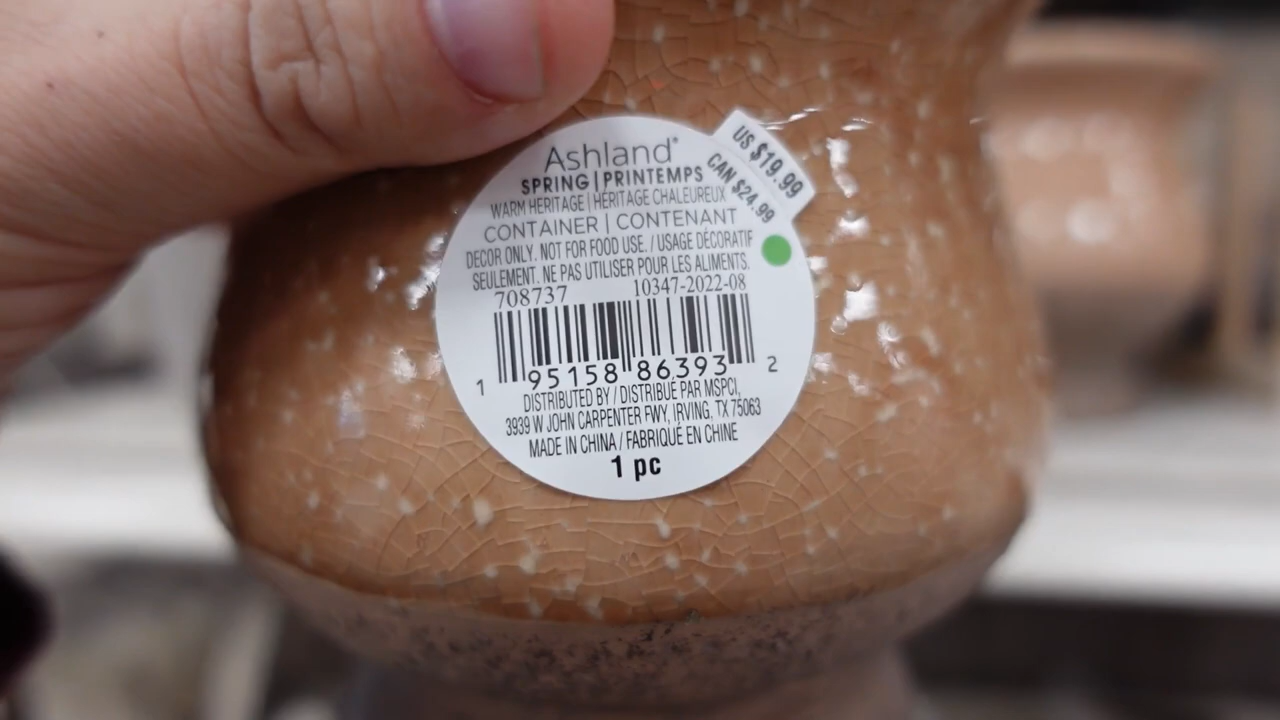 Ashland®
SPRING | PRINTEMPS
WARM HERITAGE | HÉRITAGE CHALEUREUX
CONTAINER | CONTENANT
DECOR ONLY. NOT FOR FOOD USE. / USAGE DÉCORATIF
SEULEMENT. NE PAS UTILISER POUR LES ALIMENTS.
US $19.99
CAN $24.99
708737 10347-2022-08
1 95158 86393 2
DISTRIBUTED BY / DISTRIBUÉ PAR MSPCI,
3939 W JOHN CARPENTER FWY, IRVING, TX 75063
MADE IN CHINA / FABRIQUÉ EN CHINE
1 pc